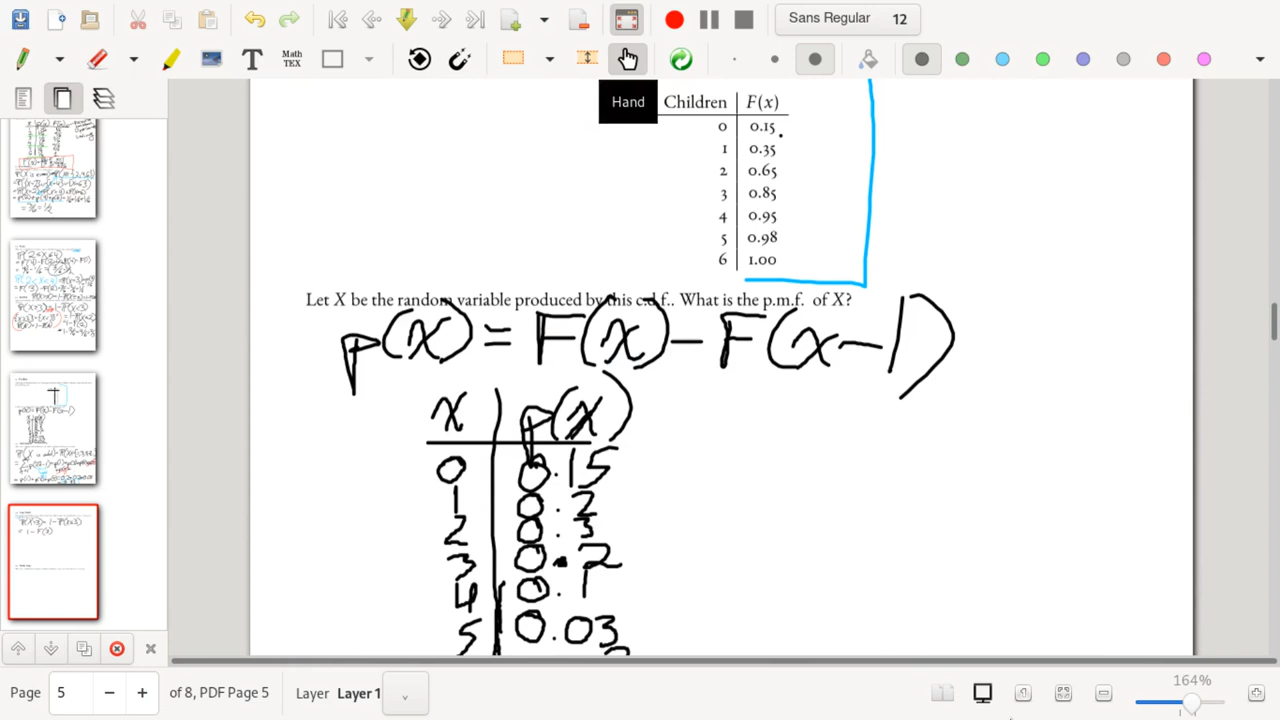 Sans Regular 12
T Math TEX
Hand
Children F(x)
0 0.15
1 0.35
2 0.65
3 0.85
4 0.95
5 0.98
6 1.00
Let X be the random variable produced by this c.d.f.. What is the p.m.f. of X?
p(x) = F(x) - F(x-1)
x p(x)
0 0.15
1 0.2
2 0.3
3 0.2
4 0.1
5 0.03
Page 5 of 8, PDF Page 5 Layer Layer 1
164%